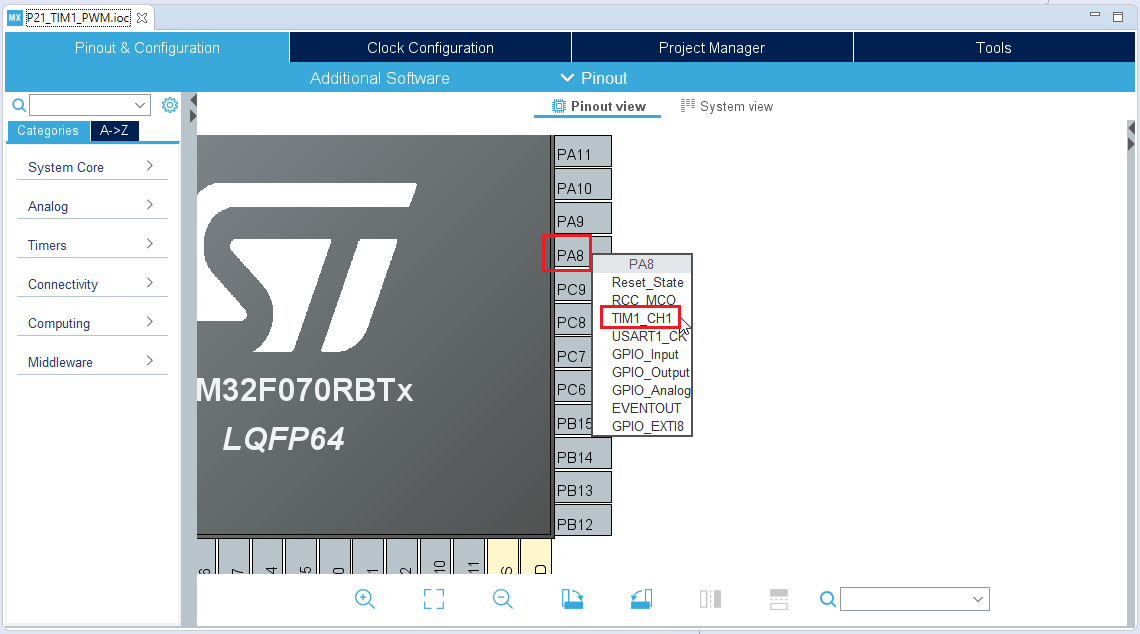 MX P21_TIM1_PWM.ioc
Pinout & Configuration
Clock Configuration
Project Manager
Tools
Additional Software
Pinout
Pinout view
System view
Categories
A->Z
System Core
Analog
Timers
Connectivity
Computing
Middleware
ST
M32F070RBTx
LQFP64
PA11
PA10
PA9
PA8
PC9
PC8
PC7
PC6
PB15
PB14
PB13
PB12
PA8
Reset_State
RCC_MCO
TIM1_CH1
USART1_CK
GPIO_Input
GPIO_Output
GPIO_Analog
EVENTOUT
GPIO_EXTI8